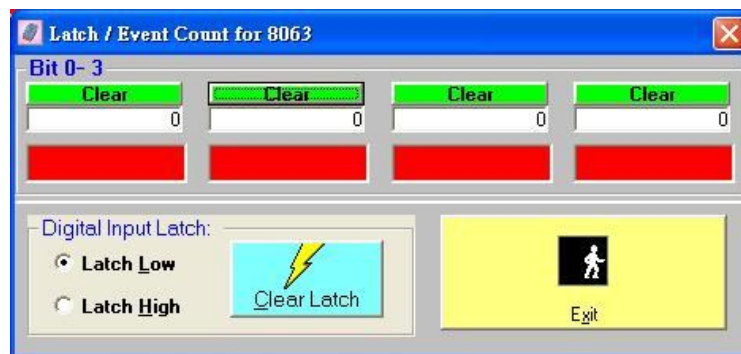 Latch / Event Count for 8063
Bit 0- 3
Clear Clear Clear Clear
0 0 0 0
Digital Input Latch:
Latch Low
Latch High
Clear Latch
Exit